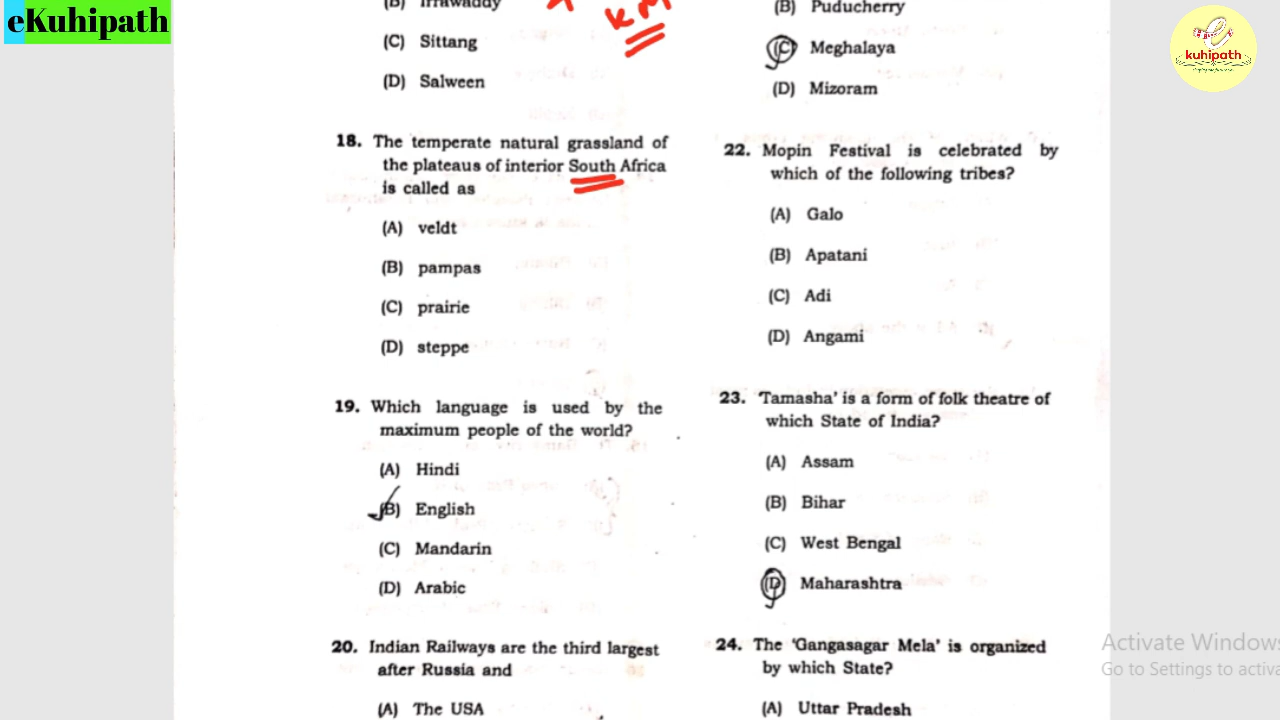 eKuhipath
(B) Irrawaddy
KM
(C) Sittang
(D) Salween
18. The temperate natural grassland of
the plateaus of interior South Africa
is called as
(A) veldt
(B) pampas
(C) prairie
(D) steppe
19. Which language is used by the
maximum people of the world?
(A) Hindi
(B) English
(C) Mandarin
(D) Arabic
20. Indian Railways are the third largest
after Russia and
(A) The USA
(B) Puducherry
(C) Meghalaya
(D) Mizoram
22. Mopin Festival is celebrated by
which of the following tribes?
(A) Galo
(B) Apatani
(C) Adi
(D) Angami
23. 'Tamasha' is a form of folk theatre of
which State of India?
(A) Assam
(B) Bihar
(C) West Bengal
(D) Maharashtra
24. The 'Gangasagar Mela' is organized
by which State?
(A) Uttar Pradesh
kuhipath
Activate Windows
Go to Settings to activa